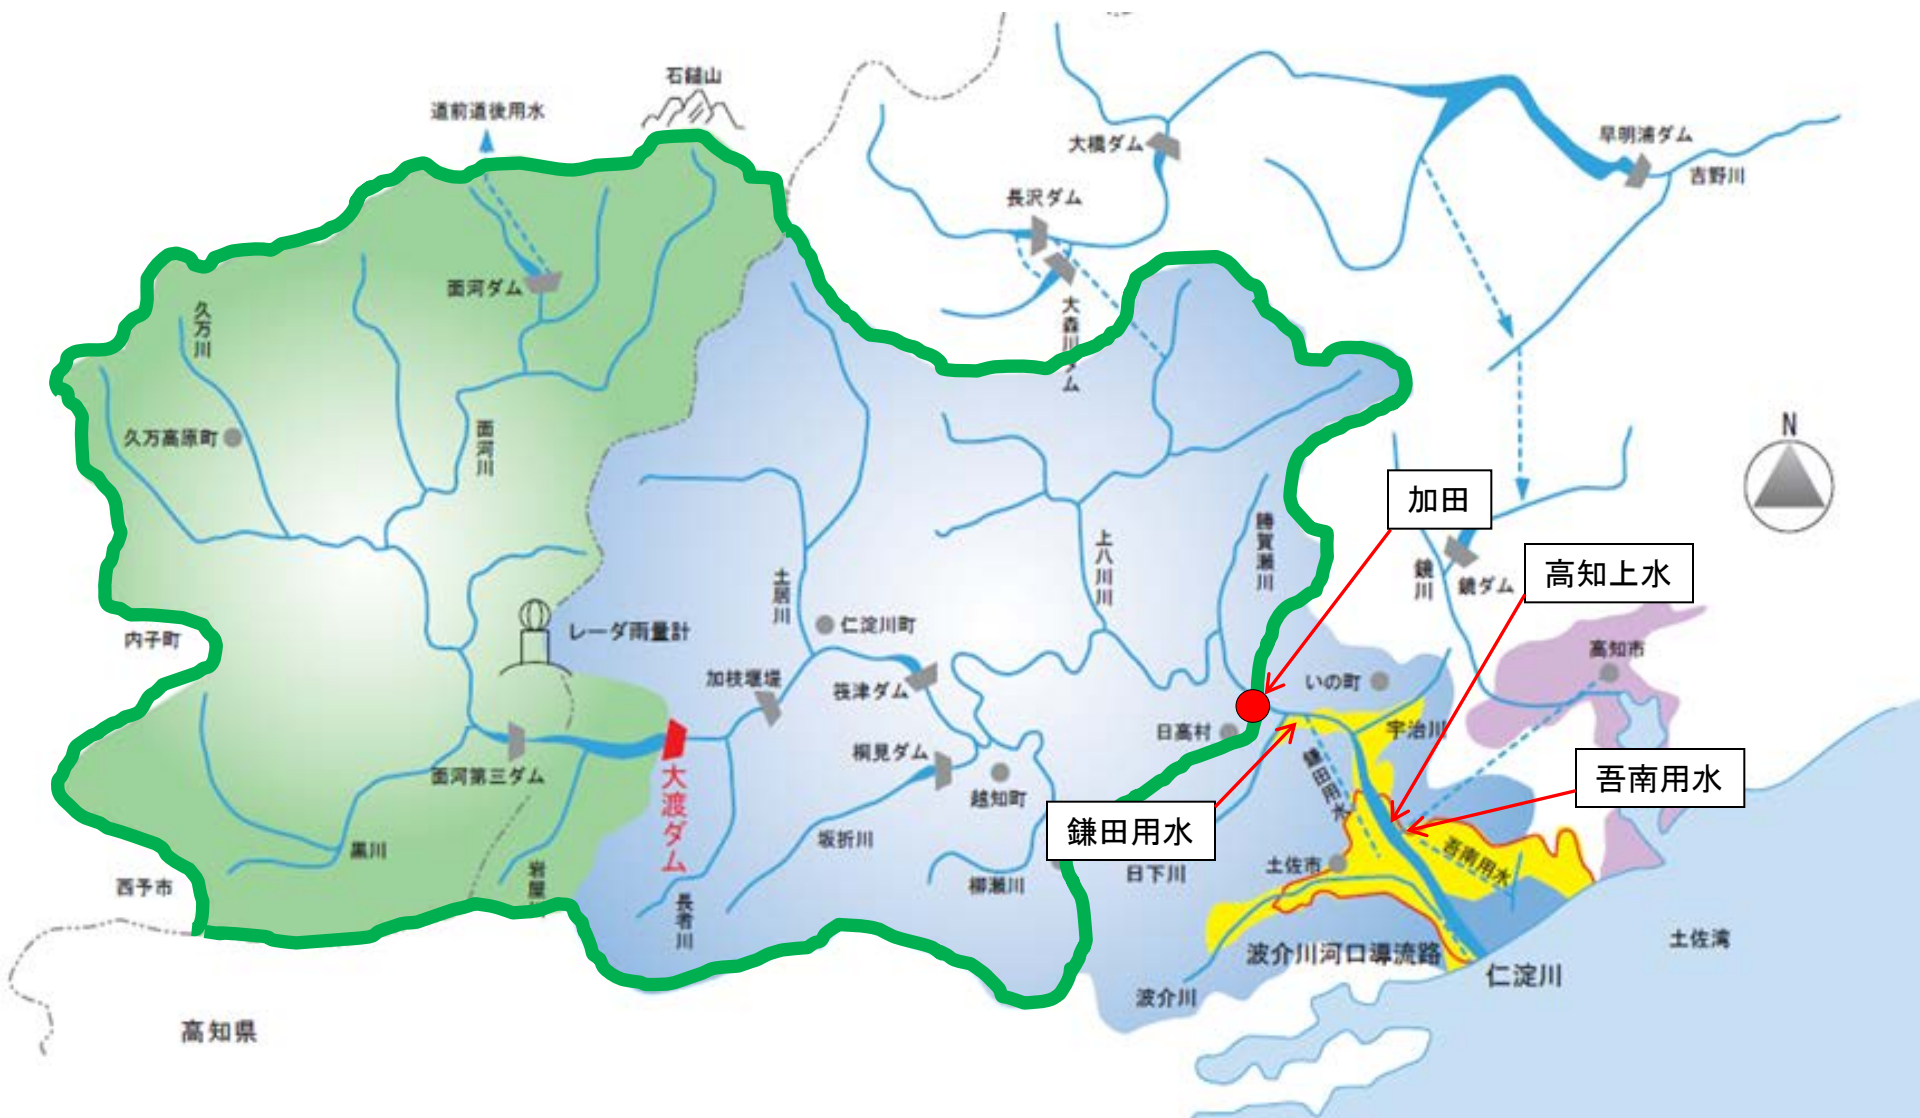 石鎚山
道前道後用水
大橋ダム
早明浦ダム
吉野川
長沢ダム
面河ダム
大森川ダム
久万川
久万高原町
面河川
N
加田
勝賀瀬川
上八川川
高知上水
鏡川
鏡ダム
土居川
仁淀川町
レーダ雨量計
内子町
高知市
加枝堰堤
筏津ダム
いの町
日高村
宇治川
桐見ダム
面河第三ダム
大渡ダム
鎌田用水
吾南用水
越知町
鎌田用水
坂折川
黒川
吾南用水
土佐市
日下川
岩屋
柳瀬川
西予市
長者川
土佐湾
波介川河口導流路
仁淀川
波介川
高知県